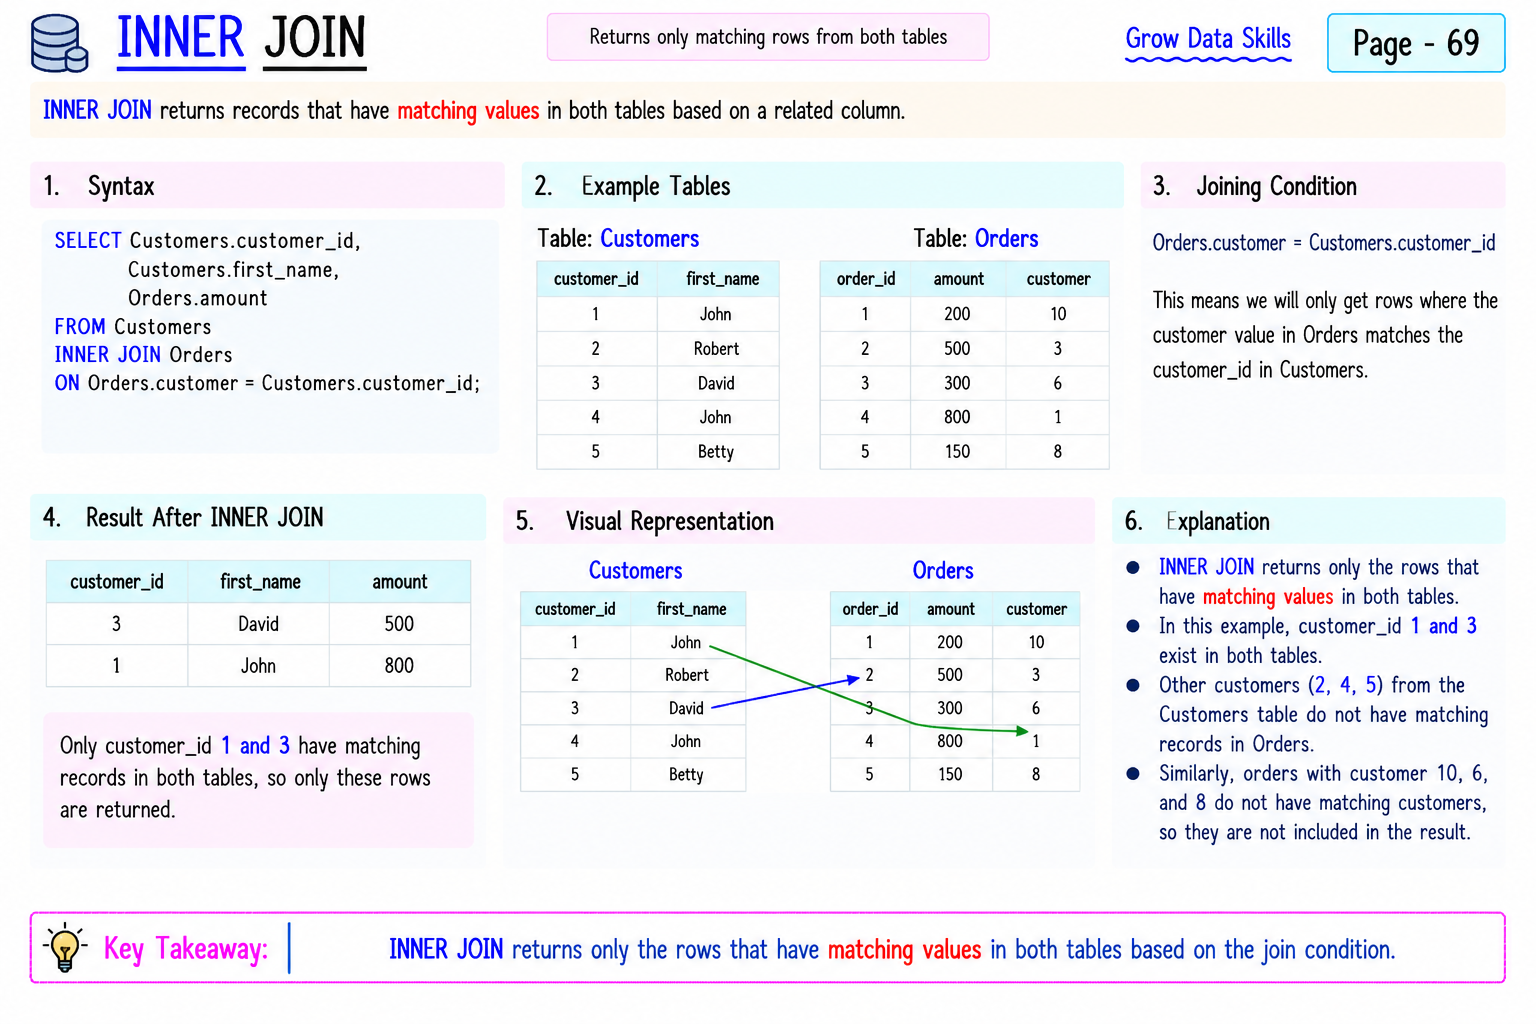 INNER JOIN
Returns only matching rows from both tables
Grow Data Skills
Page - 69
INNER JOIN returns records that have matching values in both tables based on a related column.
1. Syntax
SELECT Customers.customer_id,
Customers.first_name,
Orders.amount
FROM Customers
INNER JOIN Orders
ON Orders.customer = Customers.customer_id;
2. Example Tables
Table: Customers
customer_id first_name
1 John
2 Robert
3 David
4 John
5 Betty
Table: Orders
order_id amount customer
1 200 10
2 500 3
3 300 6
4 800 1
5 150 8
3. Joining Condition
Orders.customer = Customers.customer_id
This means we will only get rows where the
customer value in Orders matches the
customer_id in Customers.
4. Result After INNER JOIN
customer_id first_name amount
3 David 500
1 John 800
Only customer_id 1 and 3 have matching
records in both tables, so only these rows
are returned.
5. Visual Representation
Customers
customer_id first_name
1 John
2 Robert
3 David
4 John
5 Betty
Orders
order_id amount customer
1 200 10
2 500 3
3 300 6
4 800 1
5 150 8
6. Explanation
● INNER JOIN returns only the rows that
have matching values in both tables.
● In this example, customer_id 1 and 3
exist in both tables.
● Other customers (2, 4, 5) from the
Customers table do not have matching
records in Orders.
● Similarly, orders with customer 10, 6,
and 8 do not have matching customers,
so they are not included in the result.
Key Takeaway:
INNER JOIN returns only the rows that have matching values in both tables based on the join condition.